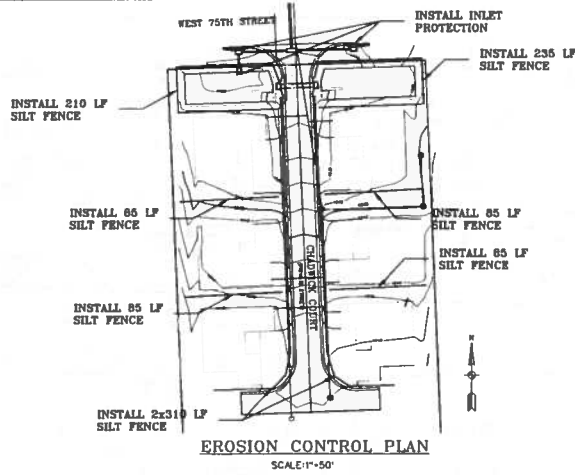 WEST 75TH STREET
INSTALL INLET
PROTECTION
INSTALL 235 LF
SILT FENCE
INSTALL 210 LF
SILT FENCE
INSTALL 85 LF
SILT FENCE
INSTALL 85 LF
SILT FENCE
INSTALL 85 LF
SILT FENCE
CHADWICK COURT
INSTALL 85 LF
SILT FENCE
N
INSTALL 2x310 LF
SILT FENCE
EROSION CONTROL PLAN
SCALE:1"=50'